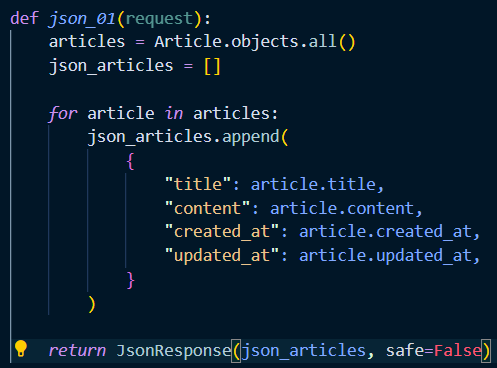 def json_01(request):
    articles = Article.objects.all()
    json_articles = []

    for article in articles:
        json_articles.append(
            {
                "title": article.title,
                "content": article.content,
                "created_at": article.created_at,
                "updated_at": article.updated_at,
            }
        )

    return JsonResponse(json_articles, safe=False)